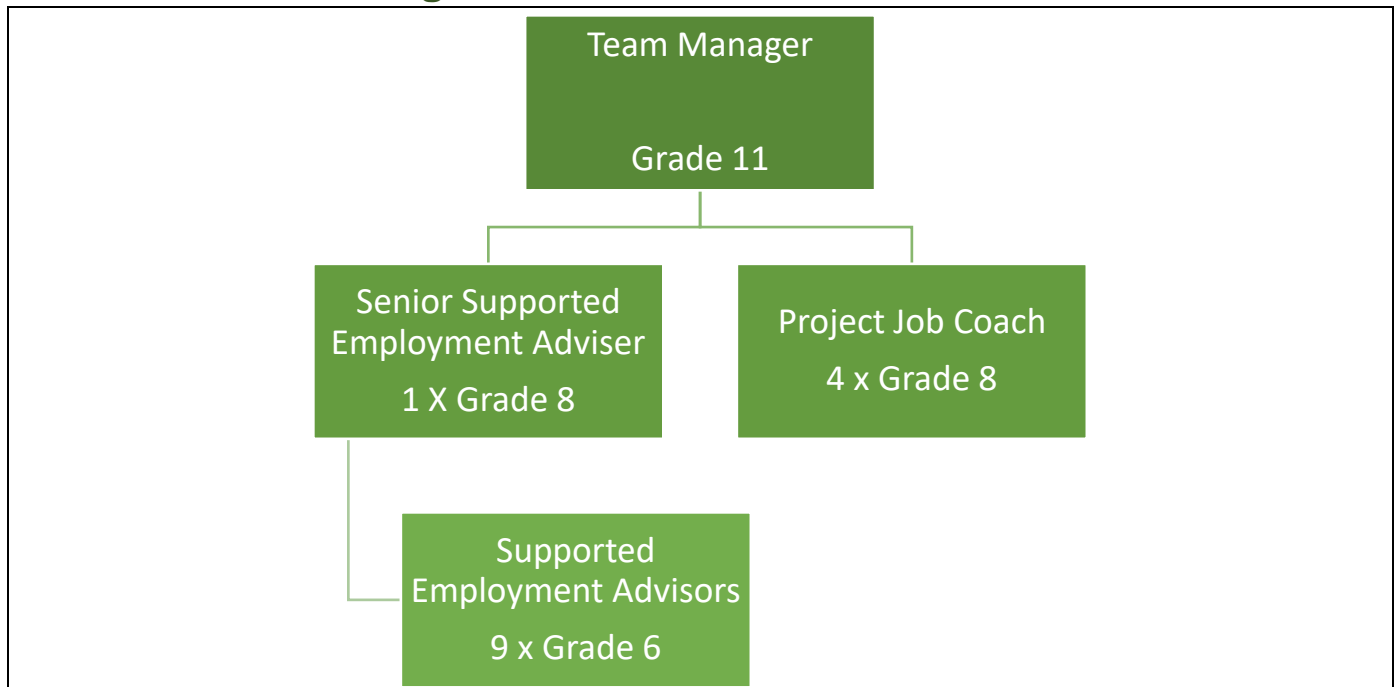 Team Manager
Grade 11
Senior Supported
Employment Adviser
1 X Grade 8
Project Job Coach
4 x Grade 8
Supported
Employment Advisors
9 x Grade 6